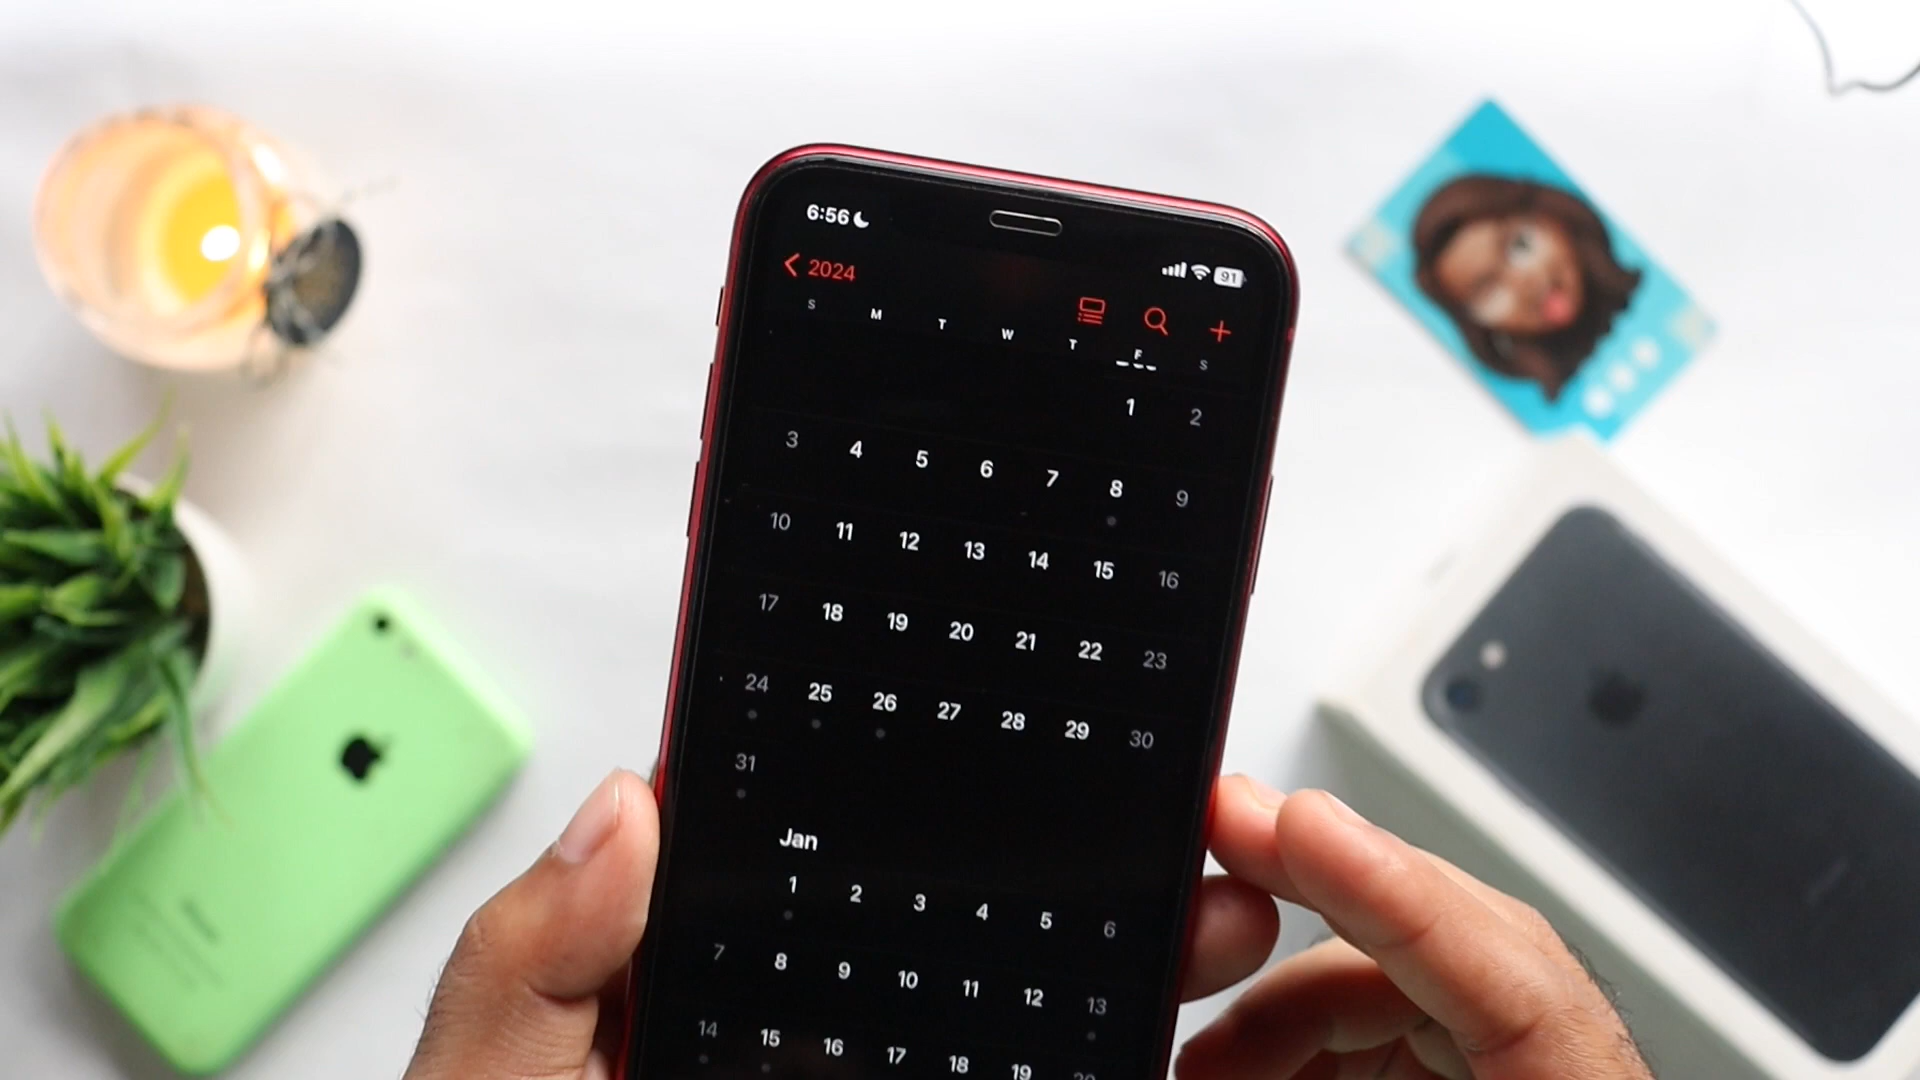 6:56
91
2024
S M T W T F S
1 2
3 4 5 6 7 8 9
10 11 12 13 14 15 16
17 18 19 20 21 22 23
24 25 26 27 28 29 30
31
Jan
1 2 3 4 5 6
7 8 9 10 11 12 13
14 15 16 17 18 19 20